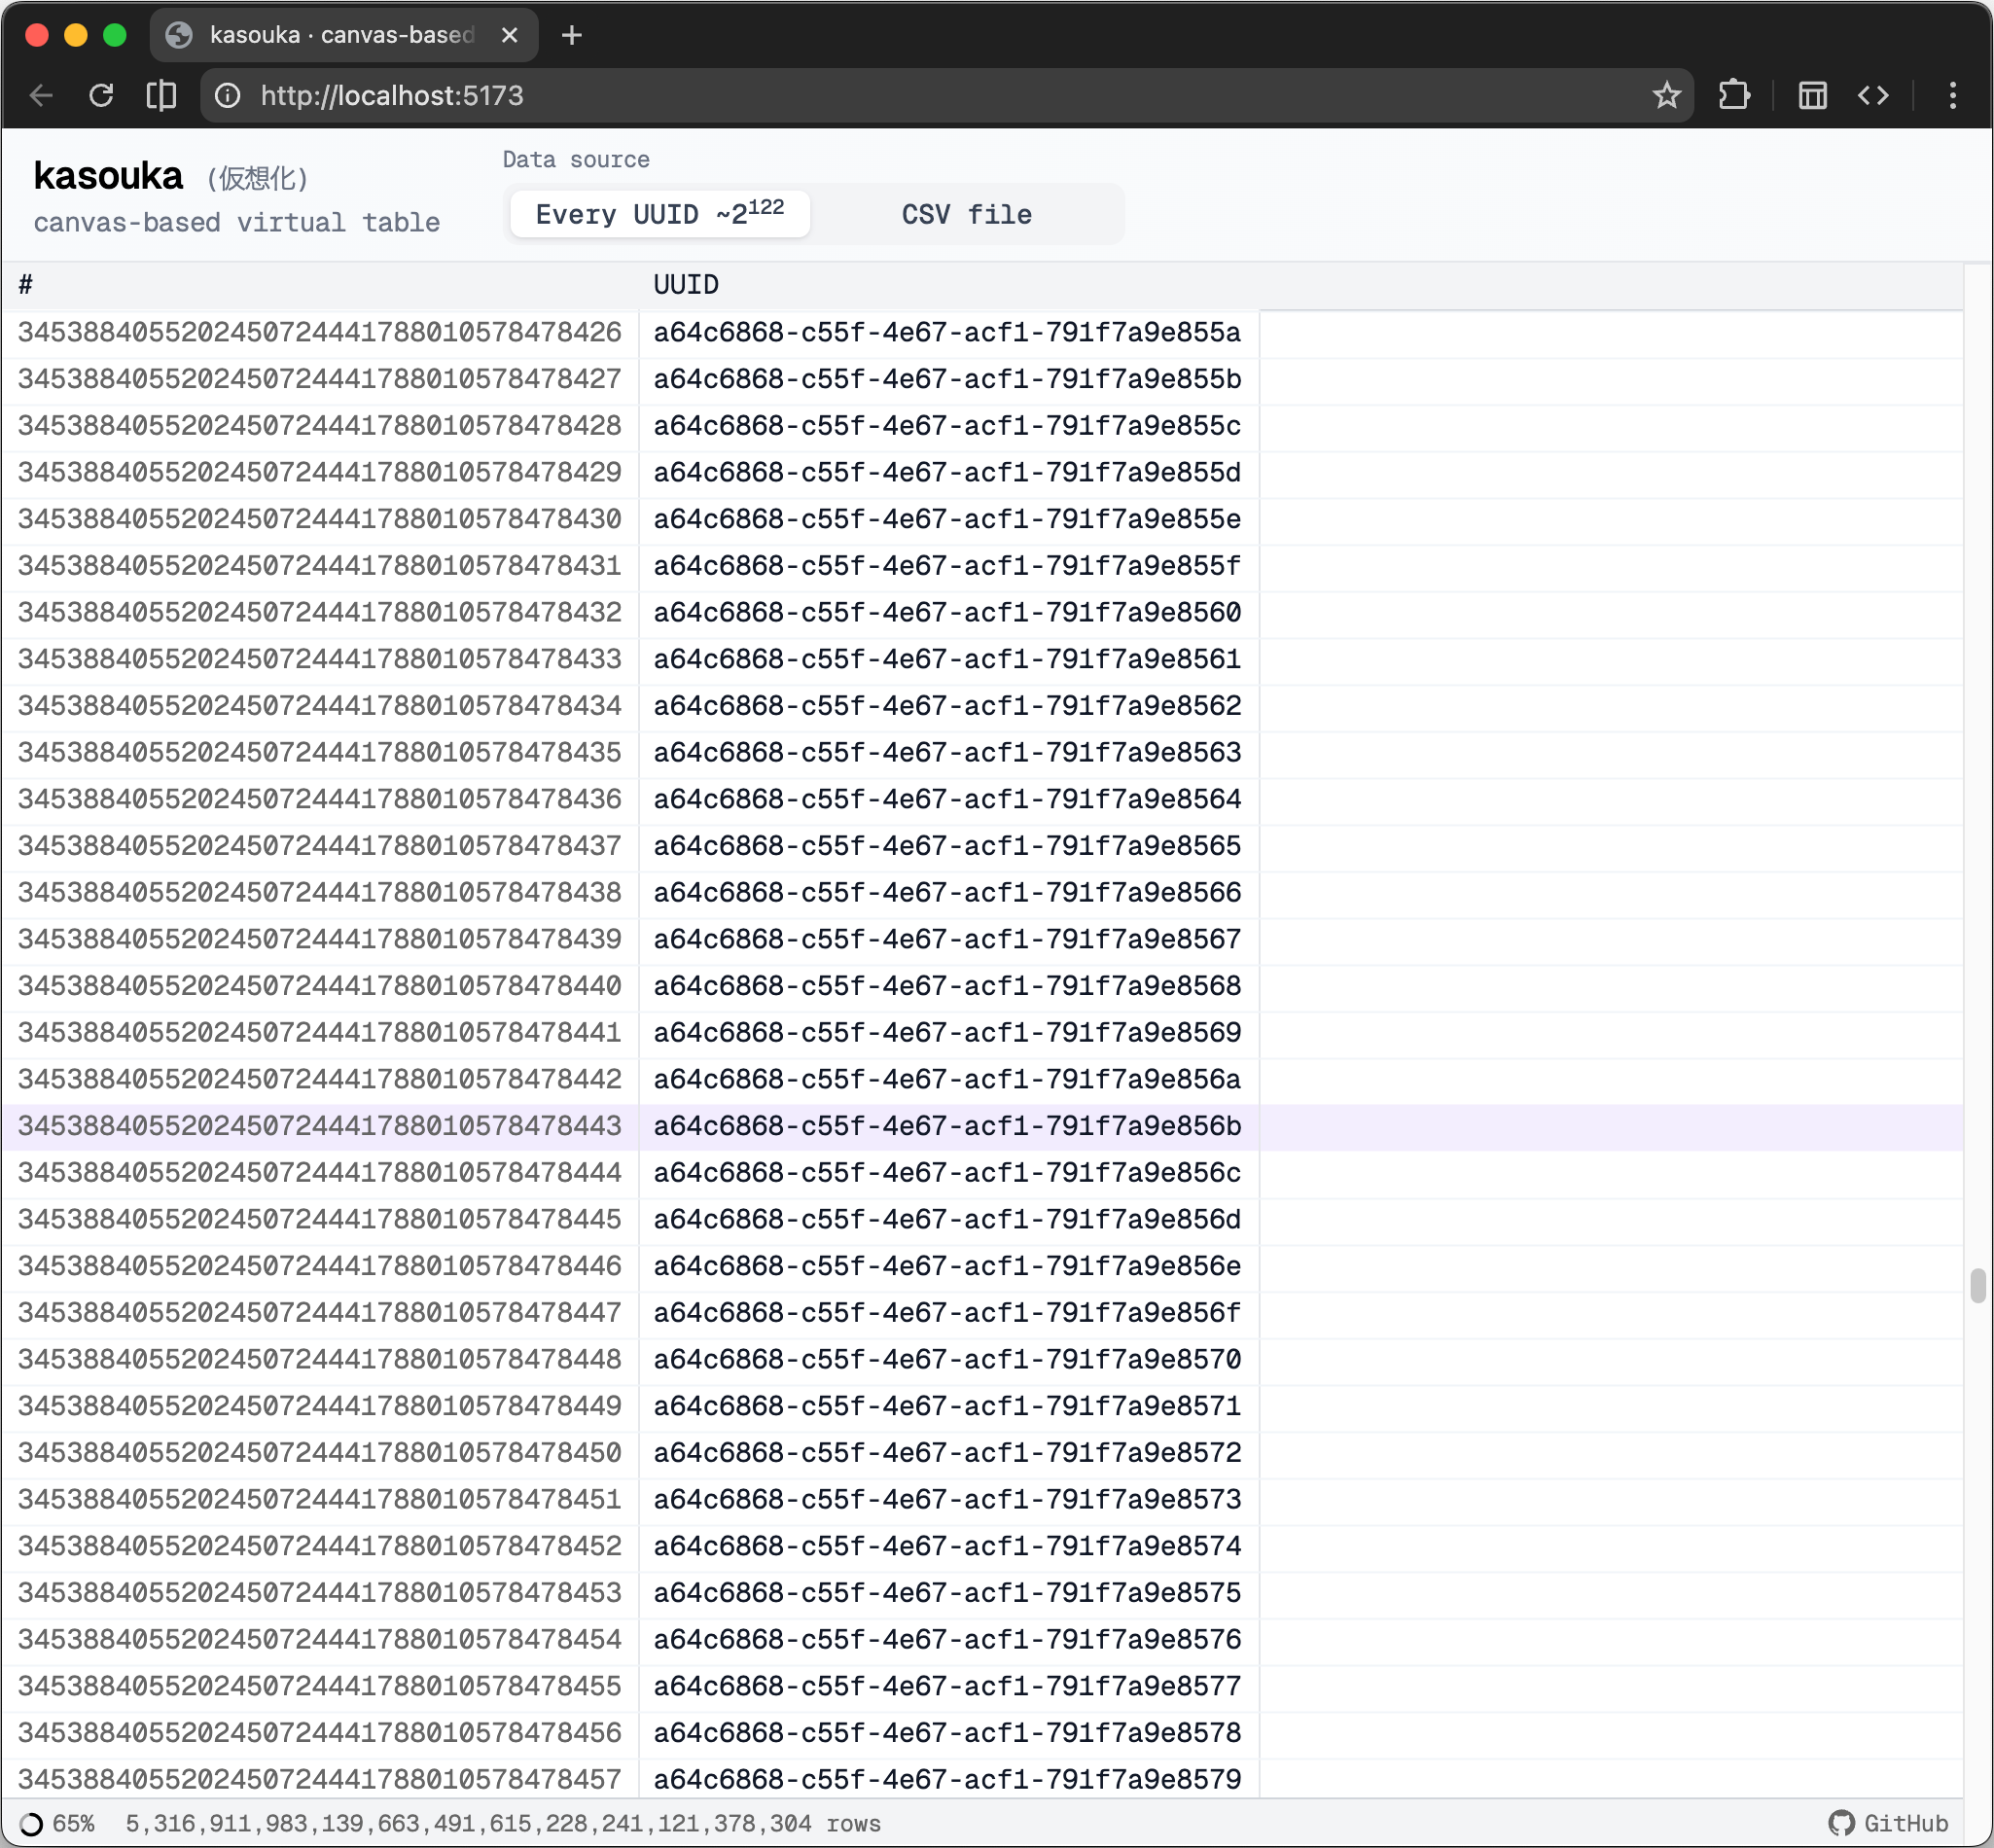 kasouka · canvas-based
http://localhost:5173
kasouka (仮想化)
canvas-based virtual table
Data source
Every UUID ~2¹²² CSV file
# UUID
3453884055202450724441788010578478426 a64c6868-c55f-4e67-acf1-791f7a9e855a
3453884055202450724441788010578478427 a64c6868-c55f-4e67-acf1-791f7a9e855b
3453884055202450724441788010578478428 a64c6868-c55f-4e67-acf1-791f7a9e855c
3453884055202450724441788010578478429 a64c6868-c55f-4e67-acf1-791f7a9e855d
3453884055202450724441788010578478430 a64c6868-c55f-4e67-acf1-791f7a9e855e
3453884055202450724441788010578478431 a64c6868-c55f-4e67-acf1-791f7a9e855f
3453884055202450724441788010578478432 a64c6868-c55f-4e67-acf1-791f7a9e8560
3453884055202450724441788010578478433 a64c6868-c55f-4e67-acf1-791f7a9e8561
3453884055202450724441788010578478434 a64c6868-c55f-4e67-acf1-791f7a9e8562
3453884055202450724441788010578478435 a64c6868-c55f-4e67-acf1-791f7a9e8563
3453884055202450724441788010578478436 a64c6868-c55f-4e67-acf1-791f7a9e8564
3453884055202450724441788010578478437 a64c6868-c55f-4e67-acf1-791f7a9e8565
3453884055202450724441788010578478438 a64c6868-c55f-4e67-acf1-791f7a9e8566
3453884055202450724441788010578478439 a64c6868-c55f-4e67-acf1-791f7a9e8567
3453884055202450724441788010578478440 a64c6868-c55f-4e67-acf1-791f7a9e8568
3453884055202450724441788010578478441 a64c6868-c55f-4e67-acf1-791f7a9e8569
3453884055202450724441788010578478442 a64c6868-c55f-4e67-acf1-791f7a9e856a
3453884055202450724441788010578478443 a64c6868-c55f-4e67-acf1-791f7a9e856b
3453884055202450724441788010578478444 a64c6868-c55f-4e67-acf1-791f7a9e856c
3453884055202450724441788010578478445 a64c6868-c55f-4e67-acf1-791f7a9e856d
3453884055202450724441788010578478446 a64c6868-c55f-4e67-acf1-791f7a9e856e
3453884055202450724441788010578478447 a64c6868-c55f-4e67-acf1-791f7a9e856f
3453884055202450724441788010578478448 a64c6868-c55f-4e67-acf1-791f7a9e8570
3453884055202450724441788010578478449 a64c6868-c55f-4e67-acf1-791f7a9e8571
3453884055202450724441788010578478450 a64c6868-c55f-4e67-acf1-791f7a9e8572
3453884055202450724441788010578478451 a64c6868-c55f-4e67-acf1-791f7a9e8573
3453884055202450724441788010578478452 a64c6868-c55f-4e67-acf1-791f7a9e8574
3453884055202450724441788010578478453 a64c6868-c55f-4e67-acf1-791f7a9e8575
3453884055202450724441788010578478454 a64c6868-c55f-4e67-acf1-791f7a9e8576
3453884055202450724441788010578478455 a64c6868-c55f-4e67-acf1-791f7a9e8577
3453884055202450724441788010578478456 a64c6868-c55f-4e67-acf1-791f7a9e8578
3453884055202450724441788010578478457 a64c6868-c55f-4e67-acf1-791f7a9e8579
65% 5,316,911,983,139,663,491,615,228,241,121,378,304 rows GitHub